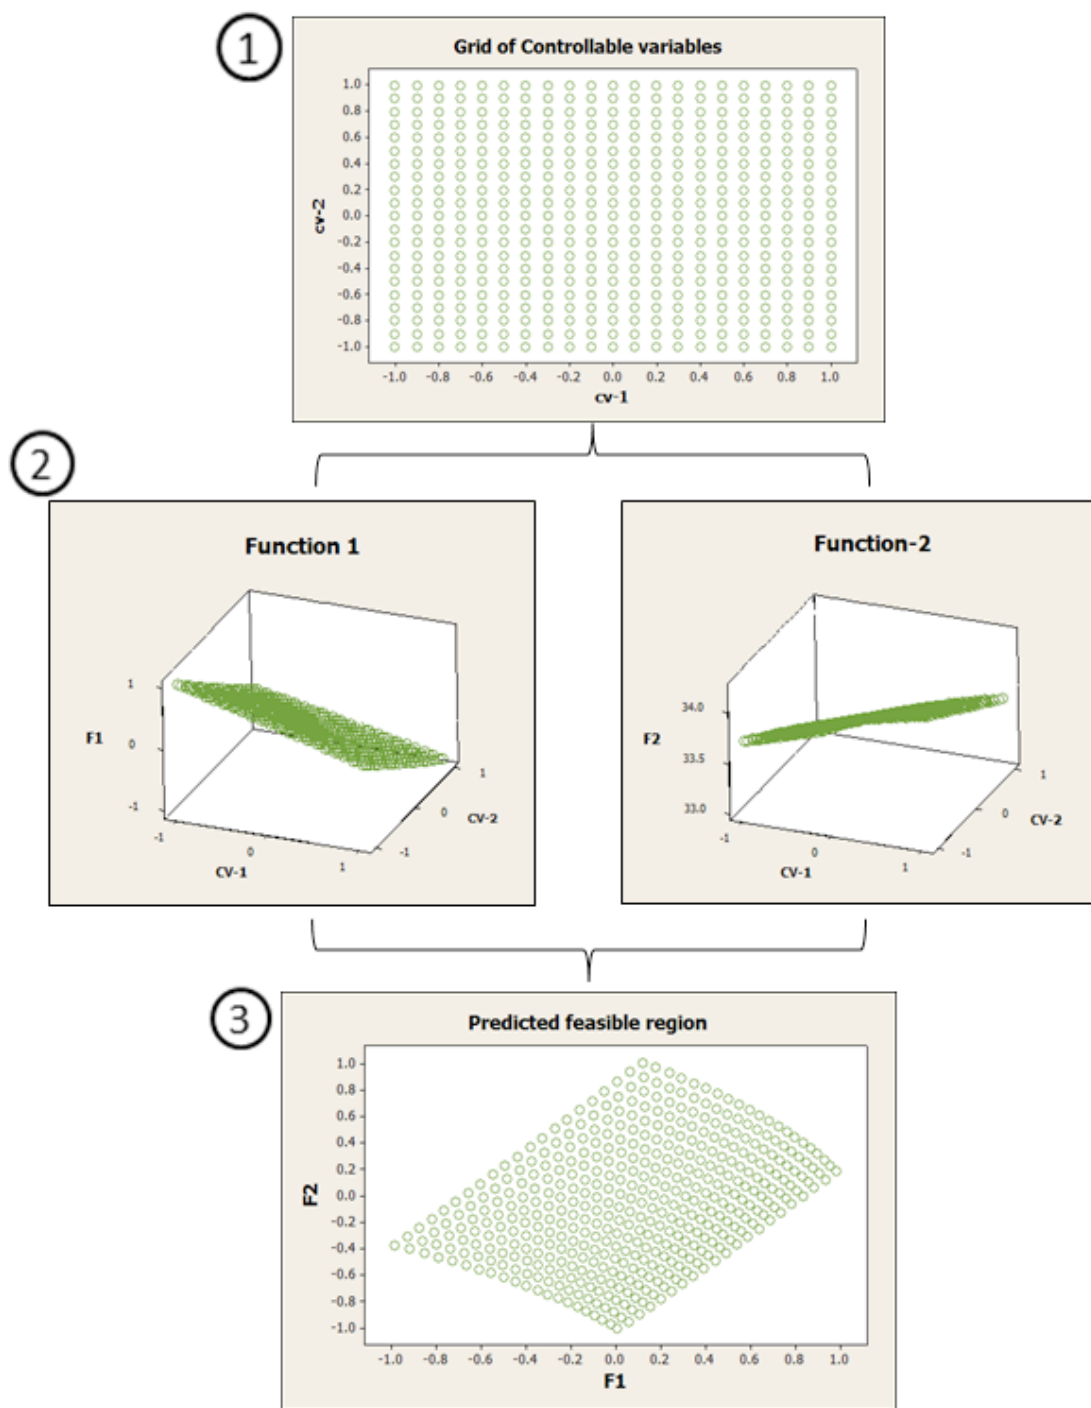 1
Grid of Controllable variables
1.0
0.8
0.6
0.4
0.2
0.0
-0.2
-0.4
-0.6
-0.8
-1.0
cv-2
-1.0 -0.8 -0.6 -0.4 -0.2 0.0 0.2 0.4 0.6 0.8 1.0
cv-1
2
Function 1
1
0
-1
F1
-1 0 1
CV-1
-1 0 1
CV-2
Function-2
34.0
33.5
33.0
F2
-1 0 1
CV-1
-1 0 1
CV-2
3
Predicted feasible region
1.0
0.8
0.6
0.4
0.2
0.0
-0.2
-0.4
-0.6
-0.8
-1.0
F2
-1.0 -0.8 -0.6 -0.4 -0.2 0.0 0.2 0.4 0.6 0.8 1.0
F1